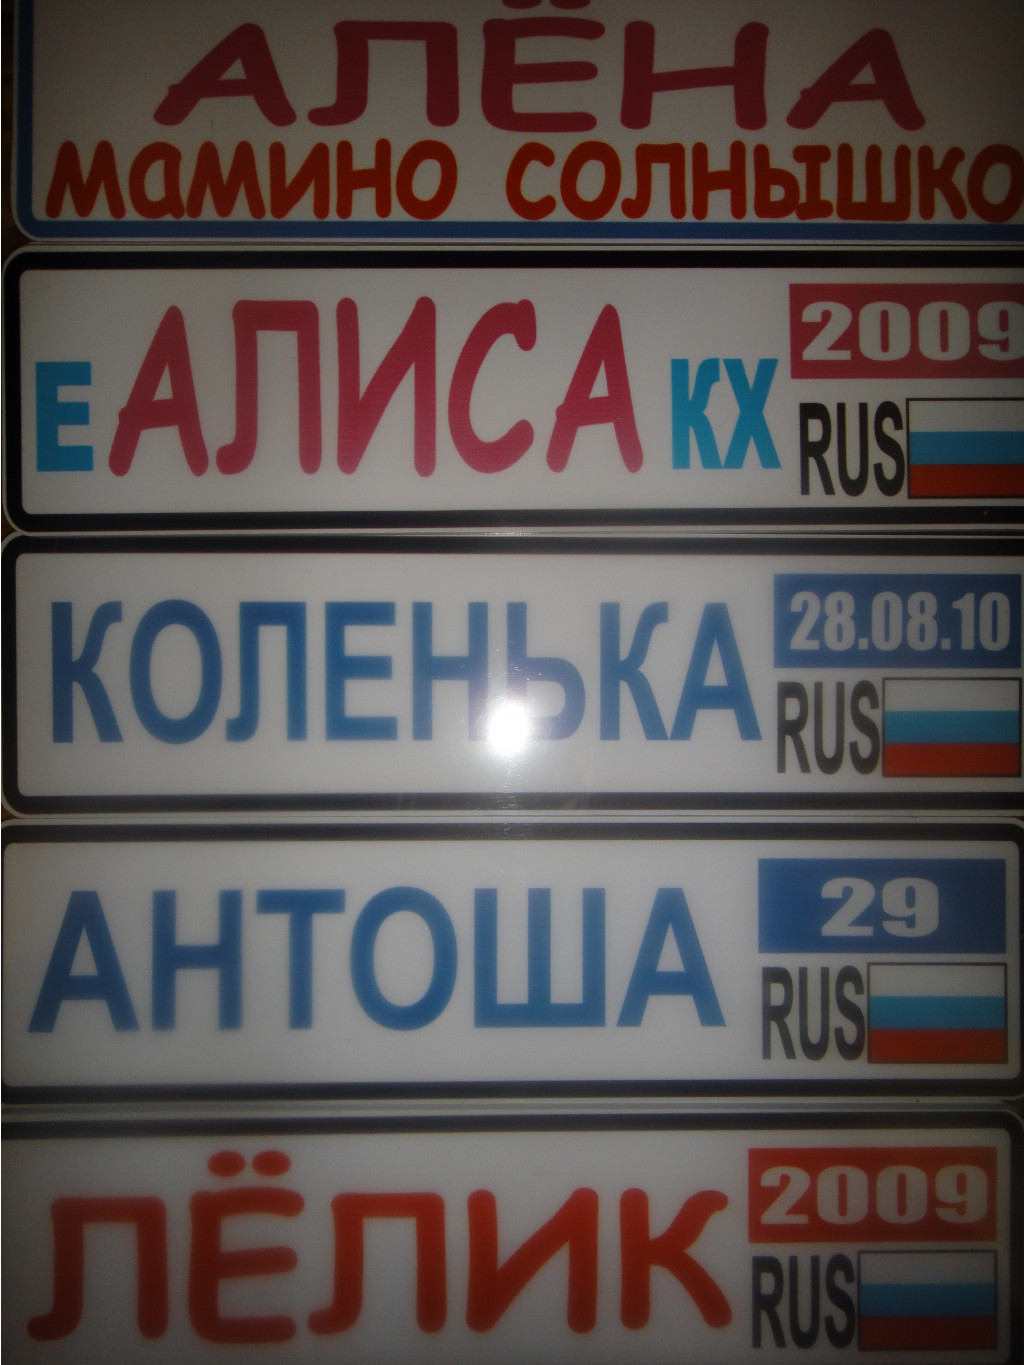 АЛЁНА
мамино солнышко
Е АЛИСА КХ 2009
RUS
КОЛЕНЬКА 28.08.10
RUS
АНТОША 29
RUS
ЛЁЛИК 2009
RUS